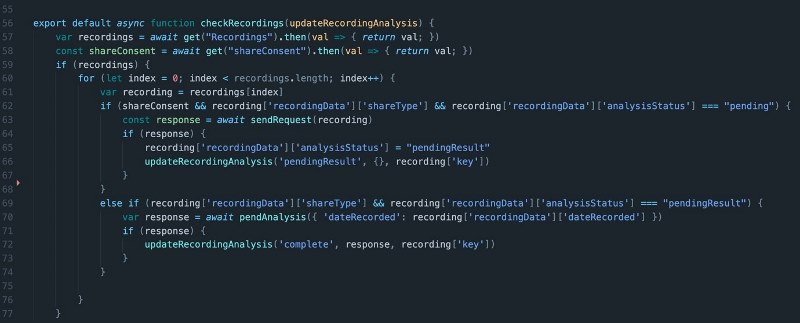 55
56 export default async function checkRecordings(updateRecordingAnalysis) {
57 var recordings = await get("Recordings").then(val => { return val; })
58 const shareConsent = await get("shareConsent").then(val => { return val; })
59 if (recordings) {
60 for (let index = 0; index < recordings.length; index++) {
61 var recording = recordings[index]
62 if (shareConsent && recording['recordingData']['shareType'] && recording['recordingData']['analysisStatus'] === "pending") {
63 const response = await sendRequest(recording)
64 if (response) {
65 recording['recordingData']['analysisStatus'] = "pendingResult"
66 updateRecordingAnalysis('pendingResult', {}, recording['key'])
67 }
68 }
69 else if (recording['recordingData']['shareType'] && recording['recordingData']['analysisStatus'] === "pendingResult") {
70 var response = await pendAnalysis({ 'dateRecorded': recording['recordingData']['dateRecorded'] })
71 if (response) {
72 updateRecordingAnalysis('complete', response, recording['key'])
73 }
74 }
75
76 }
77 }